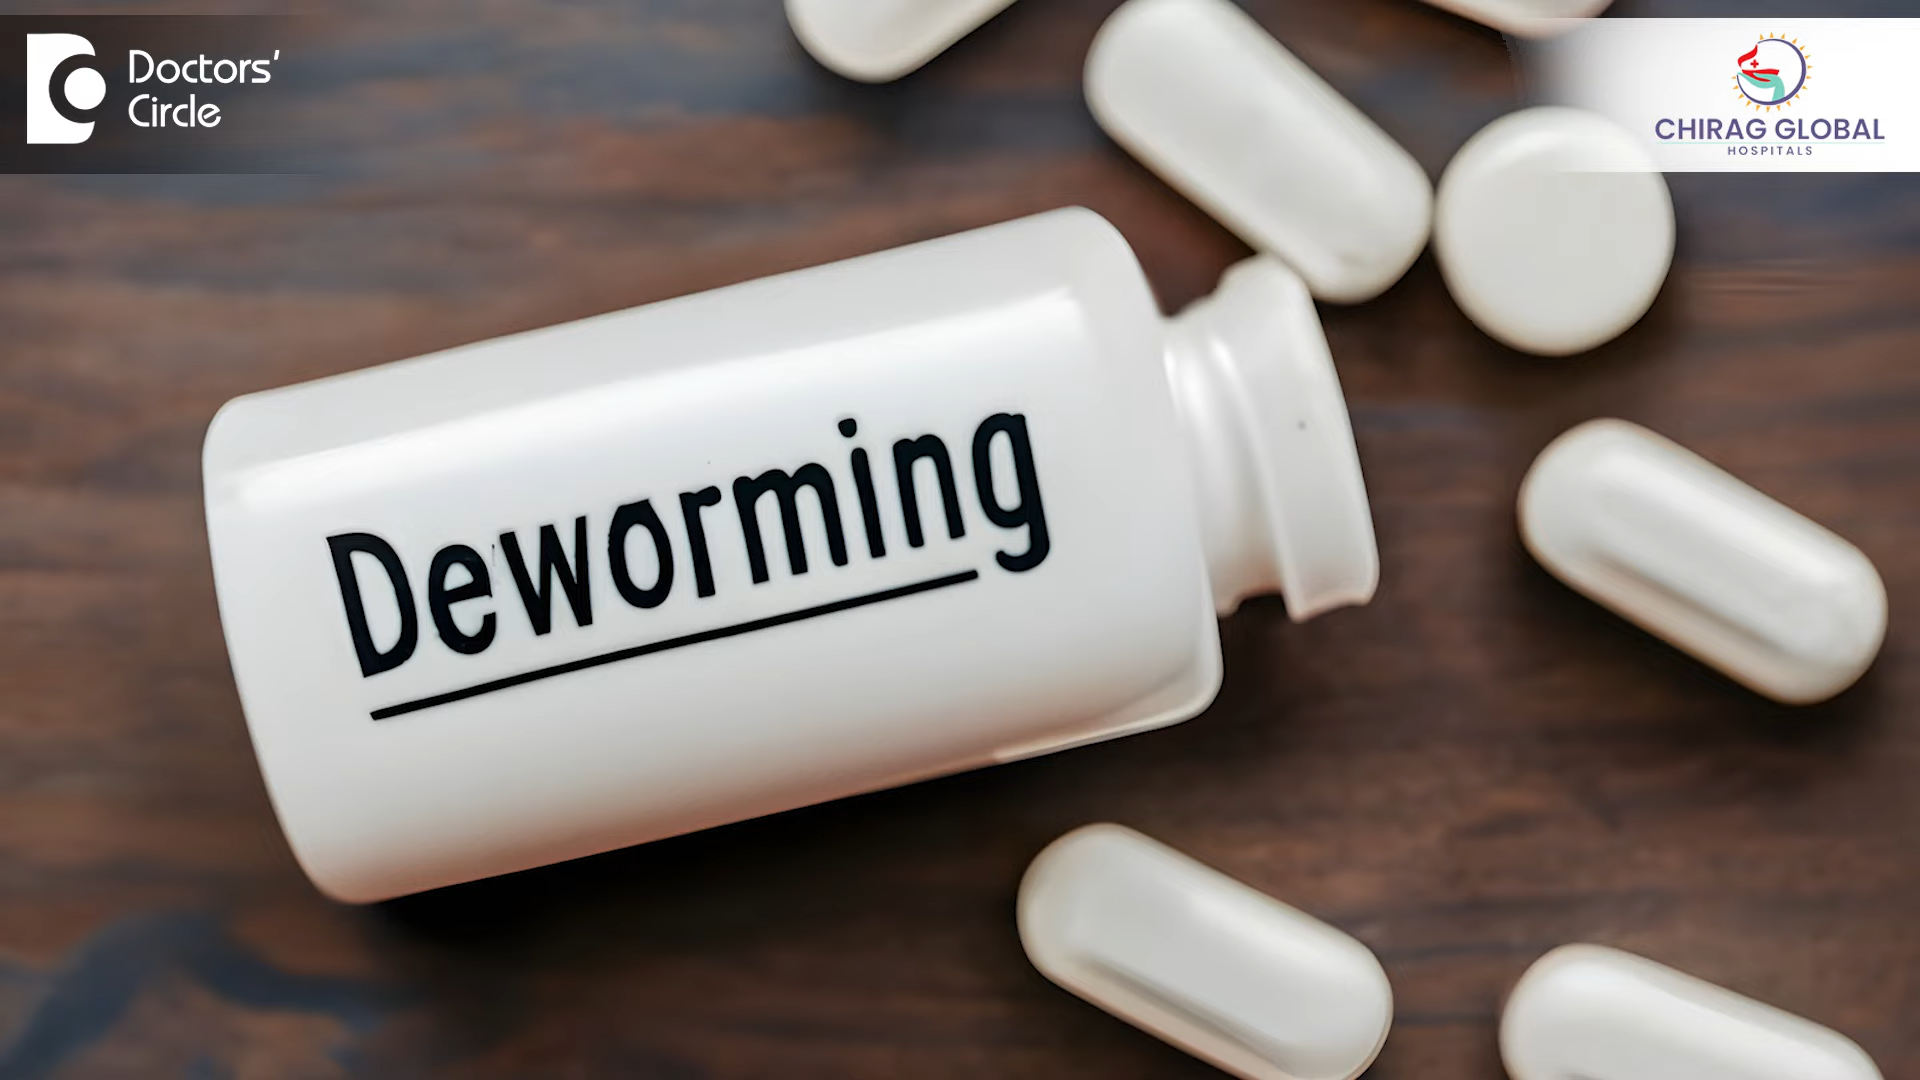 Doctors'
Circle
CHIRAG GLOBAL
HOSPITALS
Deworming